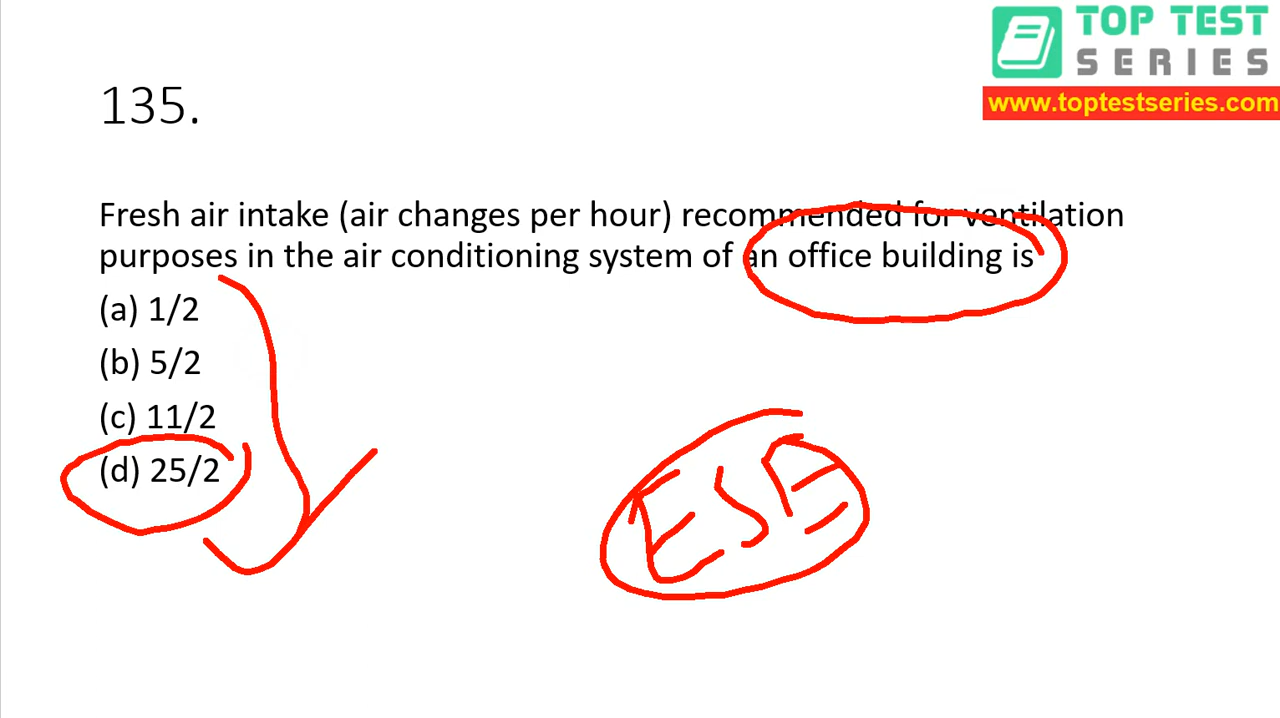 TOP TEST
SERIES
www.toptestseries.com
135.
Fresh air intake (air changes per hour) recommended for ventilation
purposes in the air conditioning system of an office building is
(a) 1/2
(b) 5/2
(c) 11/2
(d) 25/2
ESE